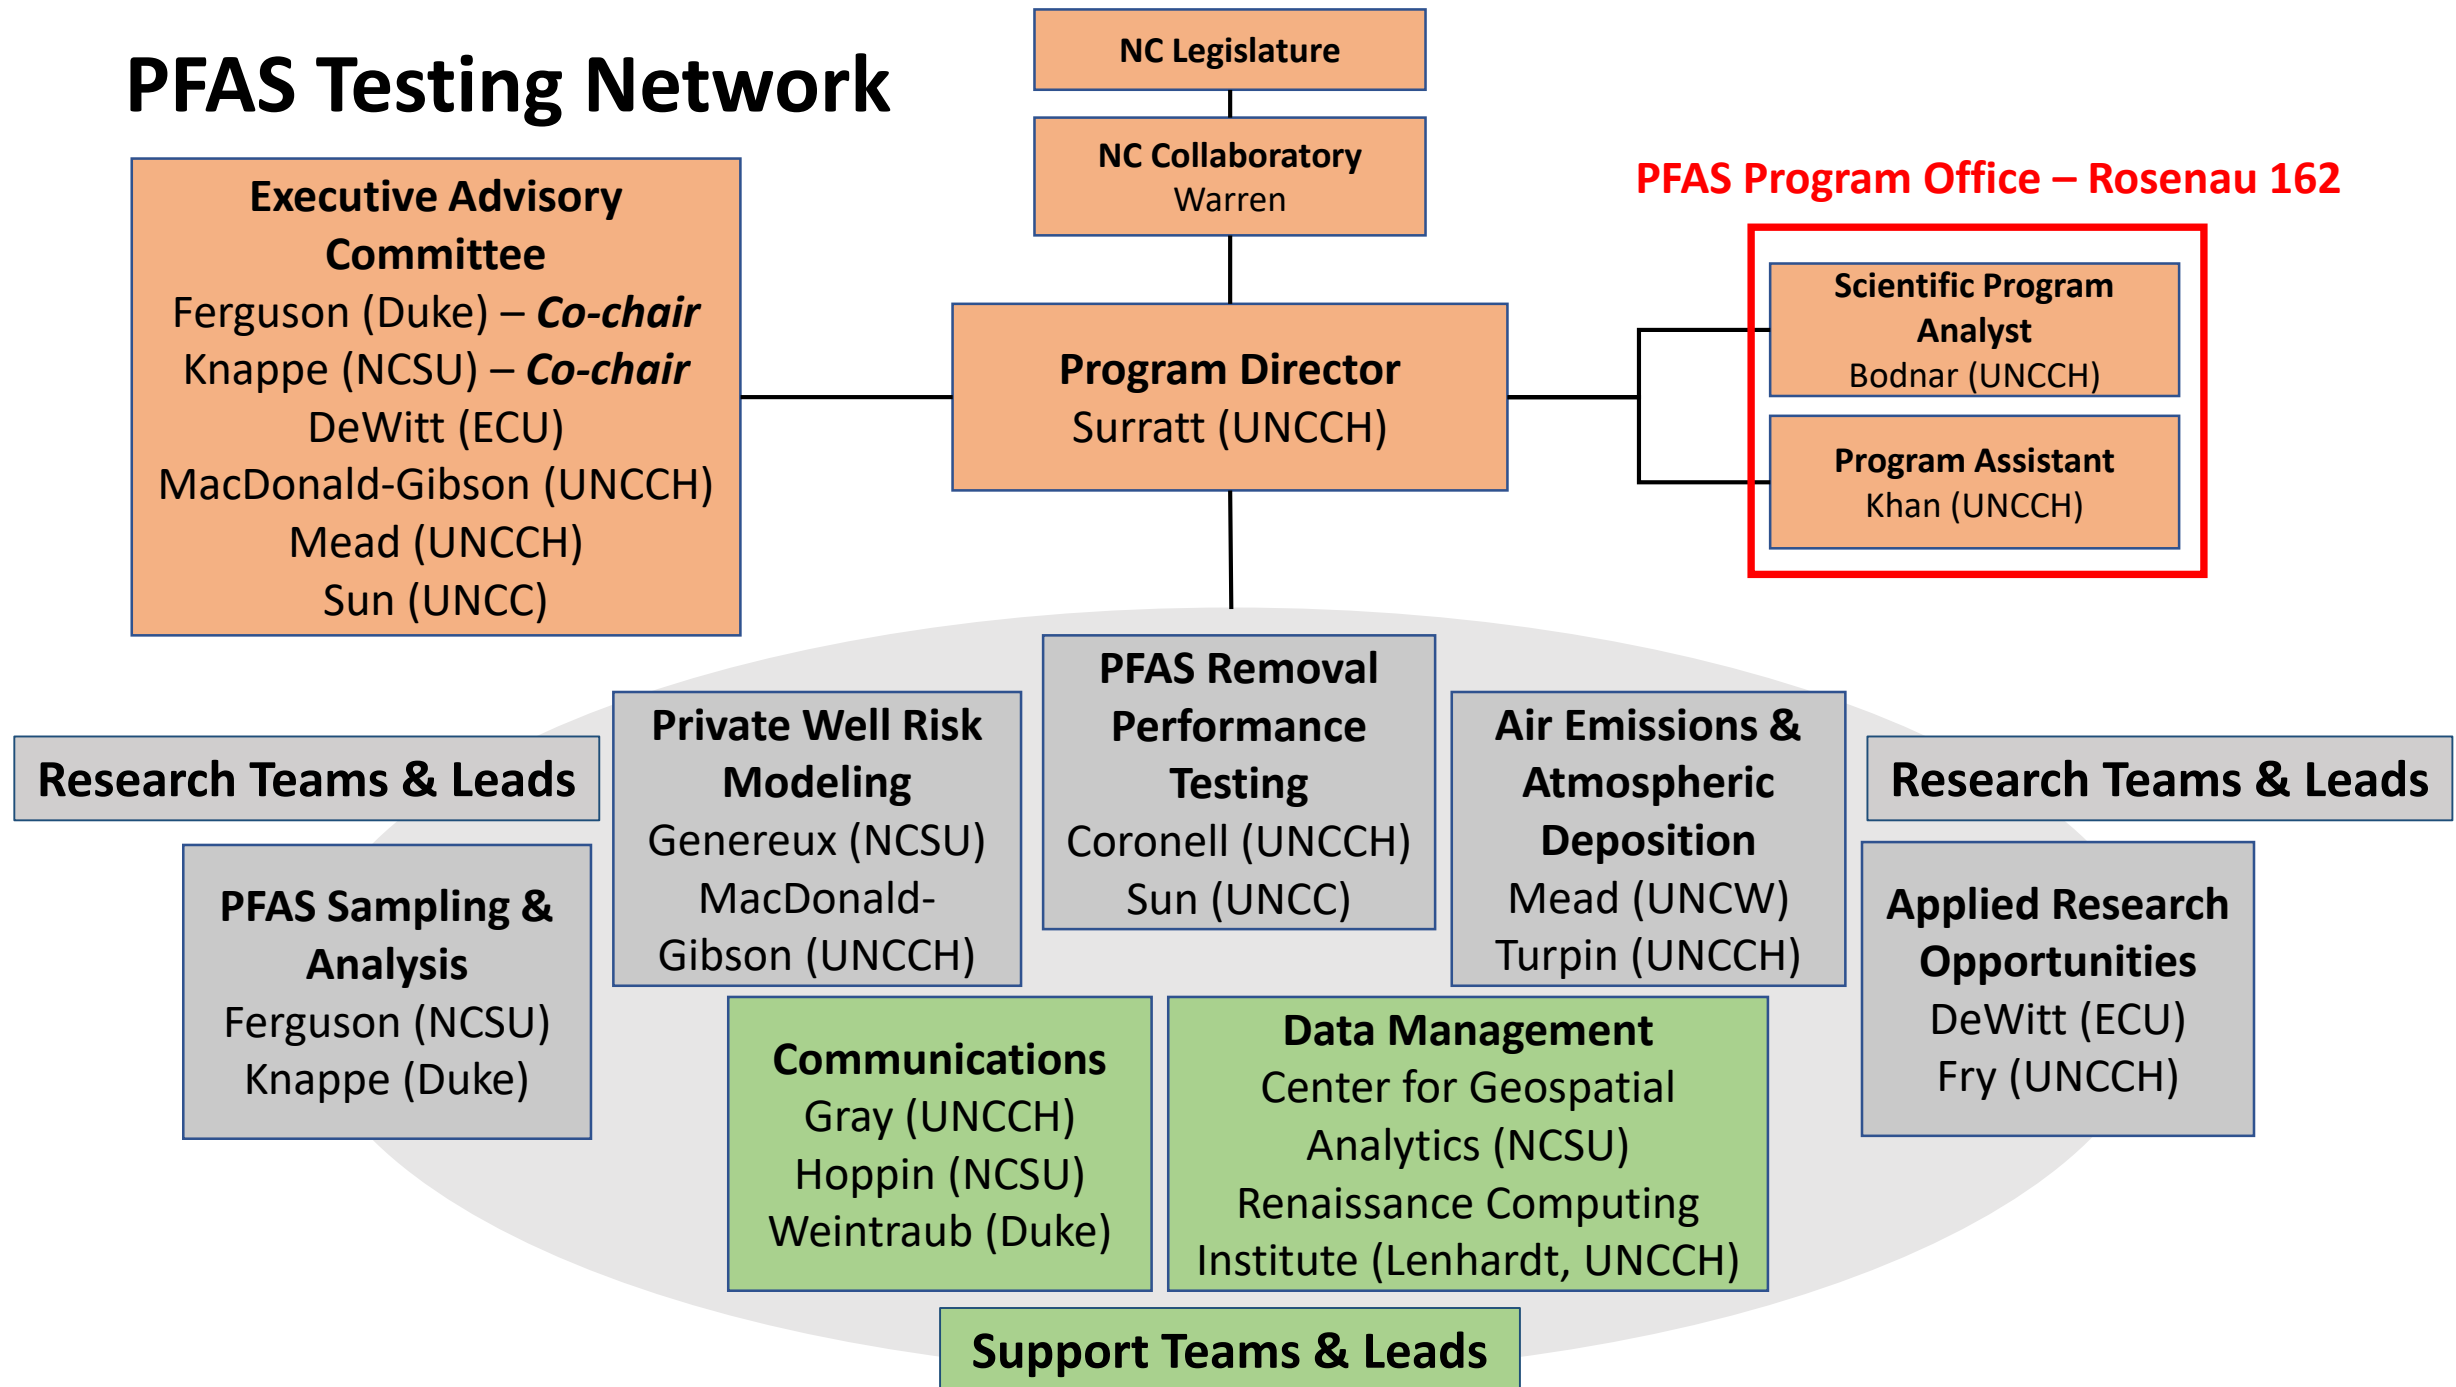 PFAS Testing Network
NC Legislature
NC Collaboratory
Warren
Executive Advisory
Committee
Ferguson (Duke) – Co-chair
Knappe (NCSU) – Co-chair
DeWitt (ECU)
MacDonald-Gibson (UNCCH)
Mead (UNCCH)
Sun (UNCC)
Program Director
Surratt (UNCCH)
PFAS Program Office – Rosenau 162
Scientific Program
Analyst
Bodnar (UNCCH)
Program Assistant
Khan (UNCCH)
Research Teams & Leads
PFAS Sampling &
Analysis
Ferguson (NCSU)
Knappe (Duke)
Private Well Risk
Modeling
Genereux (NCSU)
MacDonald-
Gibson (UNCCH)
PFAS Removal
Performance
Testing
Coronell (UNCCH)
Sun (UNCC)
Air Emissions &
Atmospheric
Deposition
Mead (UNCW)
Turpin (UNCCH)
Research Teams & Leads
Applied Research
Opportunities
DeWitt (ECU)
Fry (UNCCH)
Communications
Gray (UNCCH)
Hoppin (NCSU)
Weintraub (Duke)
Data Management
Center for Geospatial
Analytics (NCSU)
Renaissance Computing
Institute (Lenhardt, UNCCH)
Support Teams & Leads